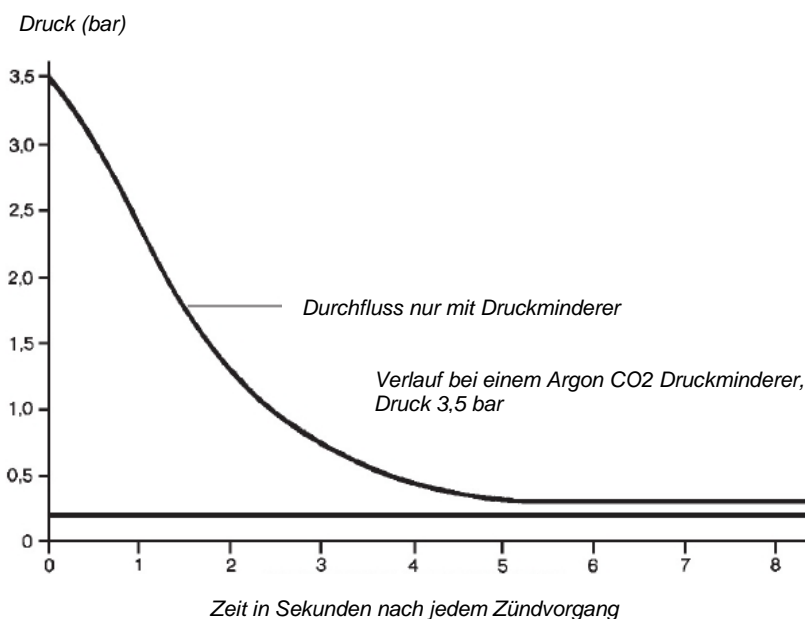 Druck (bar)
3,5
3,0
2,5
2,0
1,5
1,0
0,5
0
Durchfluss nur mit Druckminderer
Verlauf bei einem Argon CO2 Druckminderer,
Druck 3,5 bar
0 1 2 3 4 5 6 7 8
Zeit in Sekunden nach jedem Zündvorgang